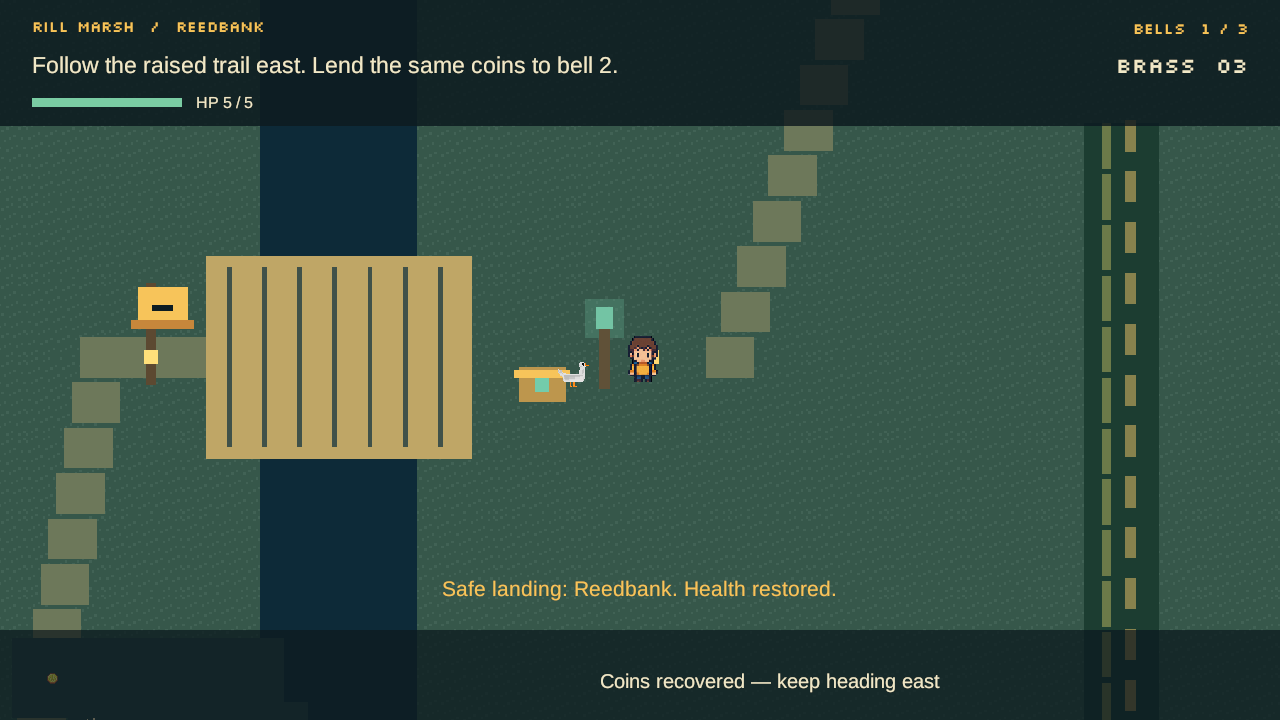 RILL MARSH / REEDBANK
BELLS 1 / 3
Follow the raised trail east. Lend the same coins to bell 2.
BRASS 03
HP 5 / 5
Safe landing: Reedbank. Health restored.
Coins recovered — keep heading east